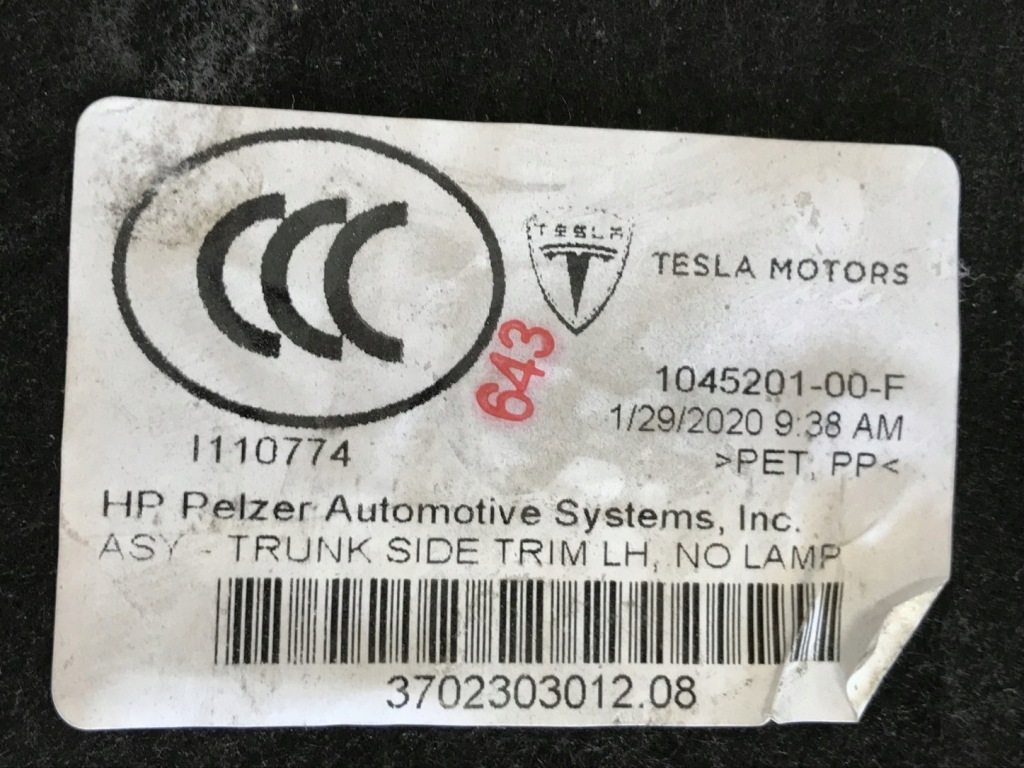 CCC
TESLA
TESLA MOTORS
643
1045201-00-F
1/29/2020 9:38 AM
>PET, PP<
I110774
HP Pelzer Automotive Systems, Inc.
ASY - TRUNK SIDE TRIM LH, NO LAMP
3702303012.08